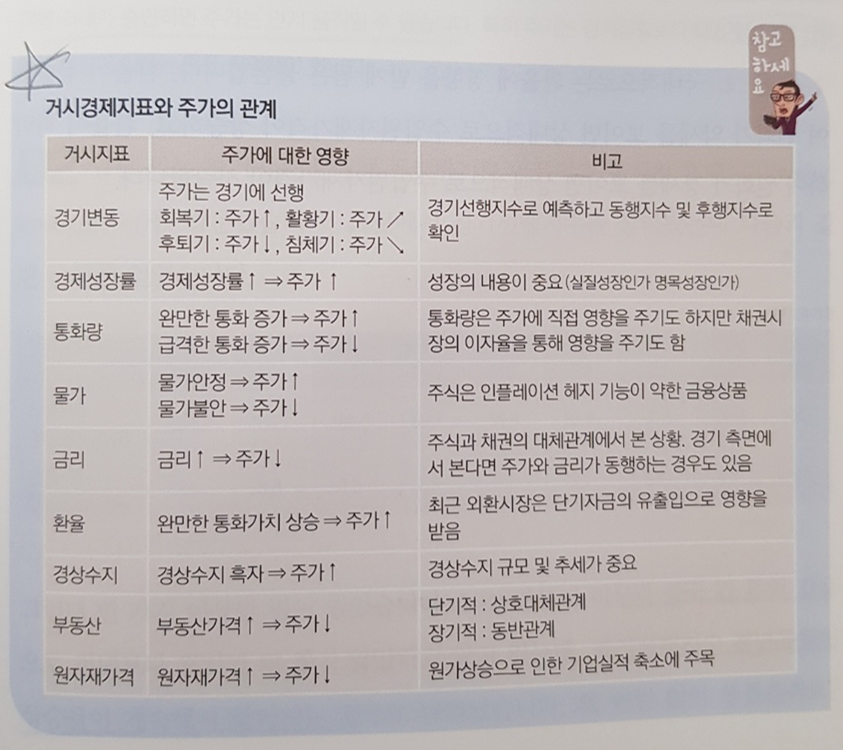 참고
하세
요
거시경제지표와 주가의 관계
거시지표 주가에 대한 영향 비고
경기변동
주가는 경기에 선행
회복기 : 주가↑, 활황기 : 주가↗
후퇴기 : 주가↓, 침체기 : 주가↘
경기선행지수로 예측하고 동행지수 및 후행지수로
확인
경제성장률 경제성장률↑ ⇒ 주가 ↑ 성장의 내용이 중요(실질성장인가 명목성장인가)
통화량
완만한 통화 증가 ⇒ 주가↑
급격한 통화 증가 ⇒ 주가↓
통화량은 주가에 직접 영향을 주기도 하지만 채권시
장의 이자율을 통해 영향을 주기도 함
물가
물가안정 ⇒ 주가↑
물가불안 ⇒ 주가↓
주식은 인플레이션 헤지 기능이 약한 금융상품
금리 금리↑ ⇒ 주가↓
주식과 채권의 대체관계에서 본 상황. 경기 측면에
서 본다면 주가와 금리가 동행하는 경우도 있음
환율 완만한 통화가치 상승 ⇒ 주가↑
최근 외환시장은 단기자금의 유출입으로 영향을
받음
경상수지 경상수지 흑자 ⇒ 주가↑ 경상수지 규모 및 추세가 중요
부동산 부동산가격↑ ⇒ 주가↓
단기적 : 상호대체관계
장기적 : 동반관계
원자재가격 원자재가격↑ ⇒ 주가↓ 원가상승으로 인한 기업실적 축소에 주목